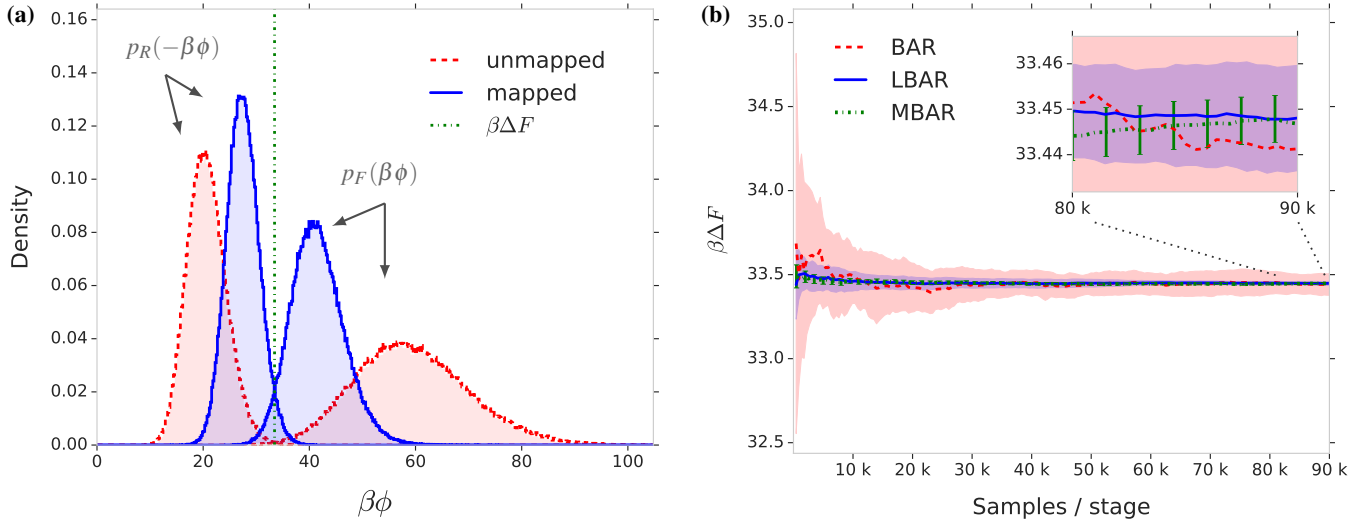 (a)
0.16
0.14
0.12
0.10
0.08
0.06
0.04
0.02
0.00
Density
0 20 40 60 80 100
βϕ
p_R(−βϕ)
p_F(βϕ)
unmapped
mapped
βΔF
(b)
35.0
34.5
34.0
33.5
33.0
32.5
βΔF
10 k 20 k 30 k 40 k 50 k 60 k 70 k 80 k 90 k
Samples / stage
BAR
LBAR
MBAR
33.46
33.45
33.44
80 k 90 k